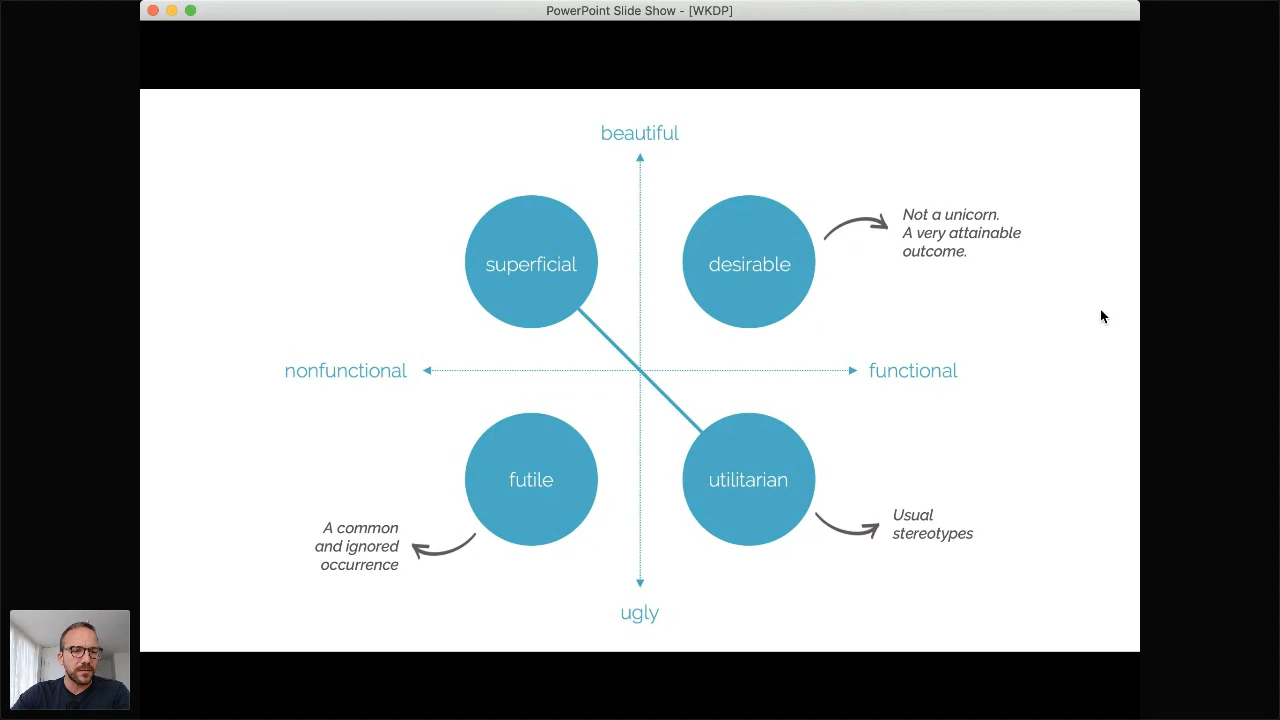 PowerPoint Slide Show - [WKDP]
beautiful
superficial
desirable
Not a unicorn.
A very attainable
outcome.
nonfunctional
functional
futile
utilitarian
A common
and ignored
occurrence
Usual
stereotypes
ugly